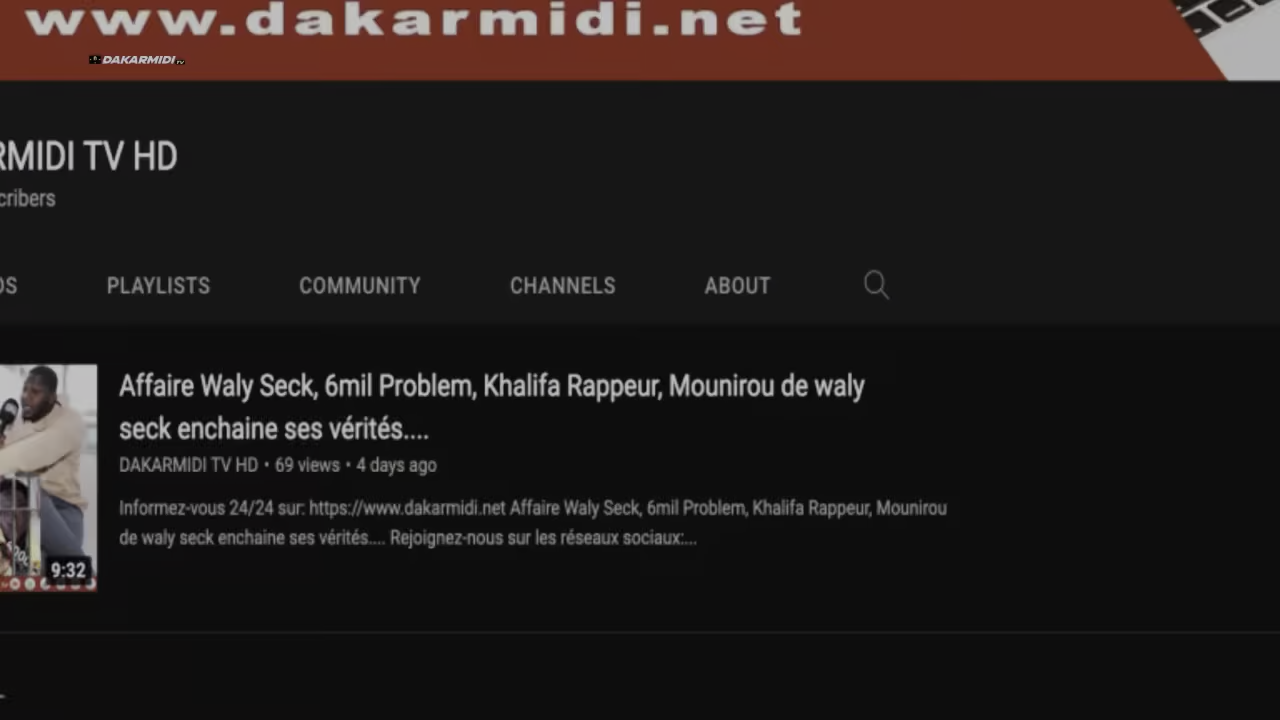 www.dakarmidi.net
DAKARMIDI TV
RMIDI TV HD
cribers
OS
PLAYLISTS
COMMUNITY
CHANNELS
ABOUT
Affaire Waly Seck, 6mil Problem, Khalifa Rappeur, Mounirou de waly
seck enchaine ses vérités....
DAKARMIDI TV HD • 69 views • 4 days ago
Informez-vous 24/24 sur: https://www.dakarmidi.net Affaire Waly Seck, 6mil Problem, Khalifa Rappeur, Mounirou
de waly seck enchaine ses vérités.... Rejoignez-nous sur les réseaux sociaux:...
9:32